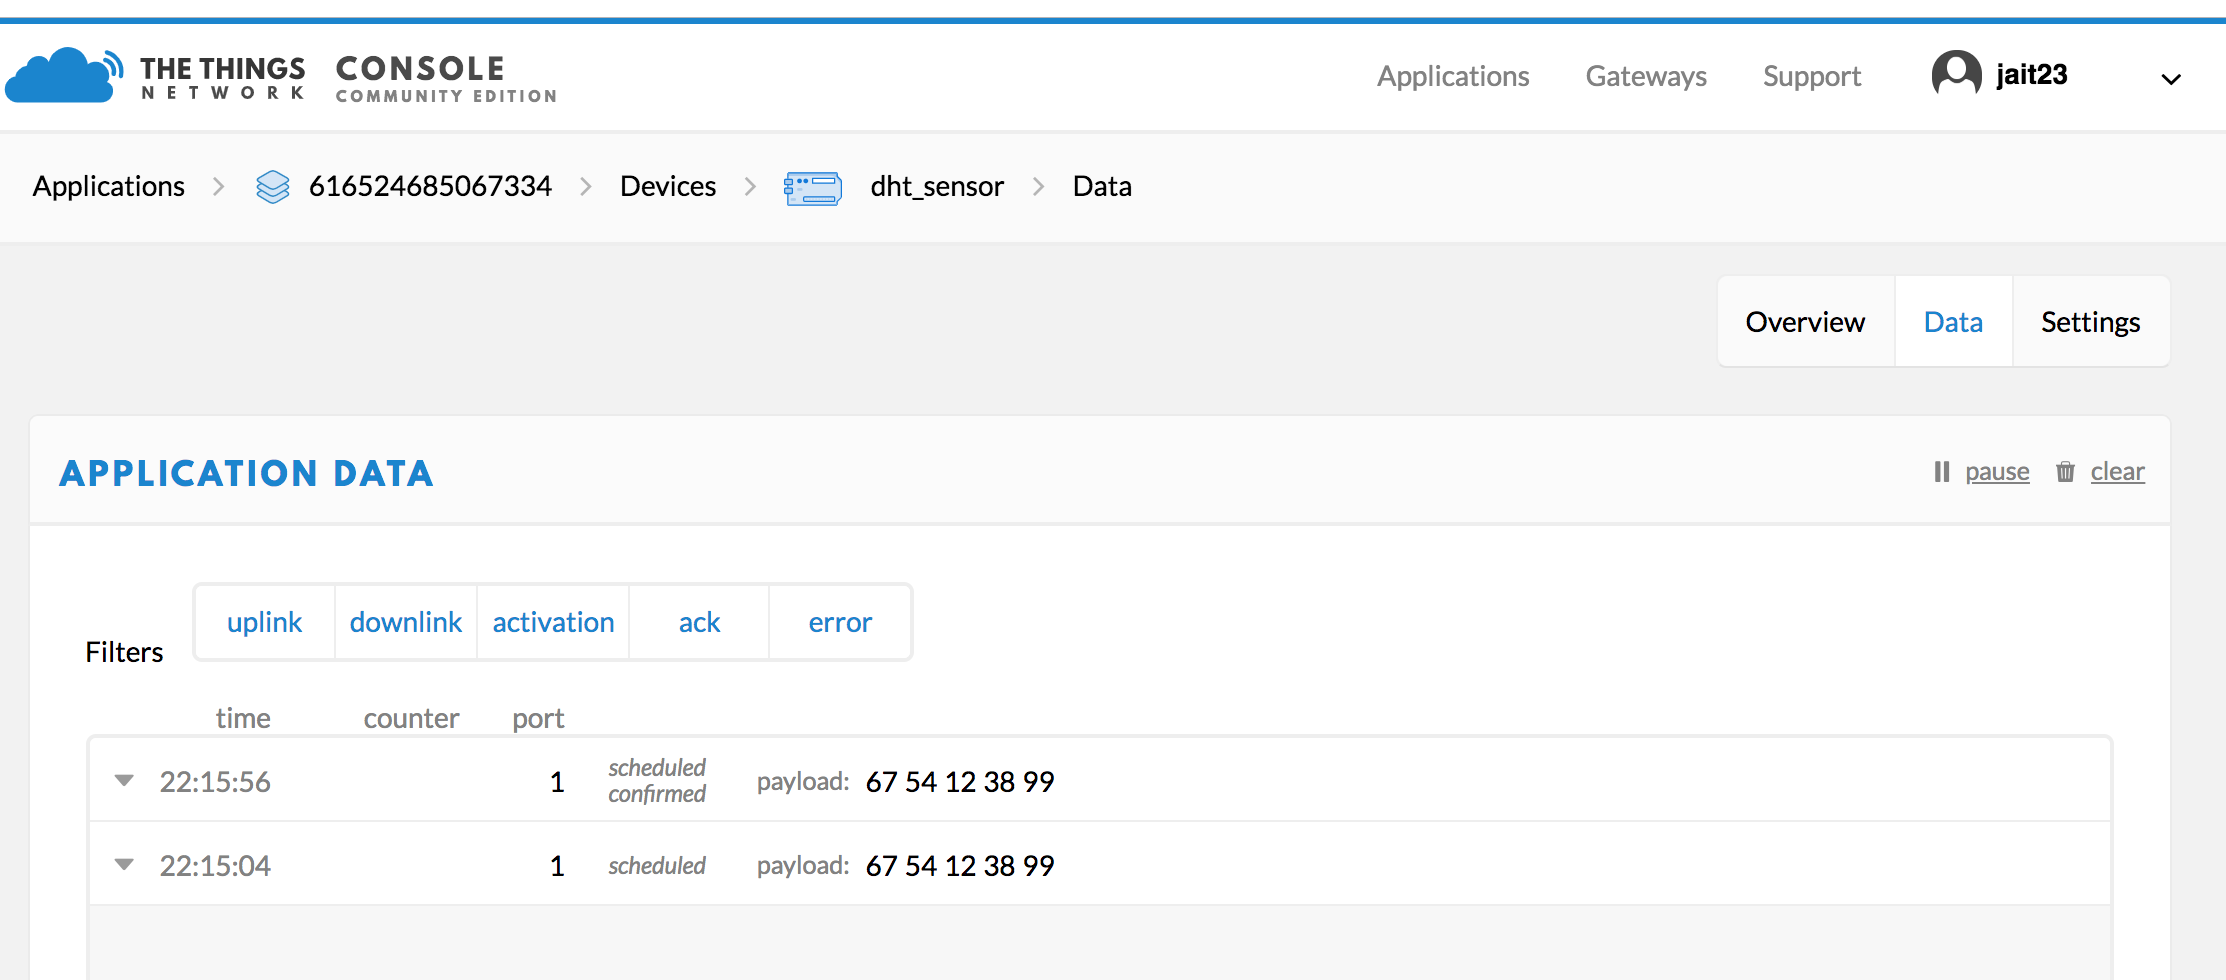 THE THINGS NETWORK CONSOLE COMMUNITY EDITION
Applications Gateways Support jait23
Applications 616524685067334 Devices dht_sensor Data
Overview Data Settings
APPLICATION DATA pause clear
Filters uplink downlink activation ack error
time counter port
22:15:56 1 scheduled confirmed payload: 67 54 12 38 99
22:15:04 1 scheduled payload: 67 54 12 38 99